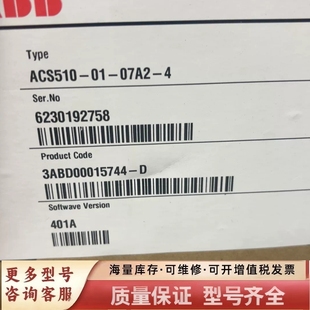 ABB
Type
ACS510-01-07A2-4
Ser.No
6230192758
Product Code
3ABD00015744-D
Softwave Version
401A
更多型号
咨询客服
海量库存·可维修·可开增值税发票
质量保证 型号齐全